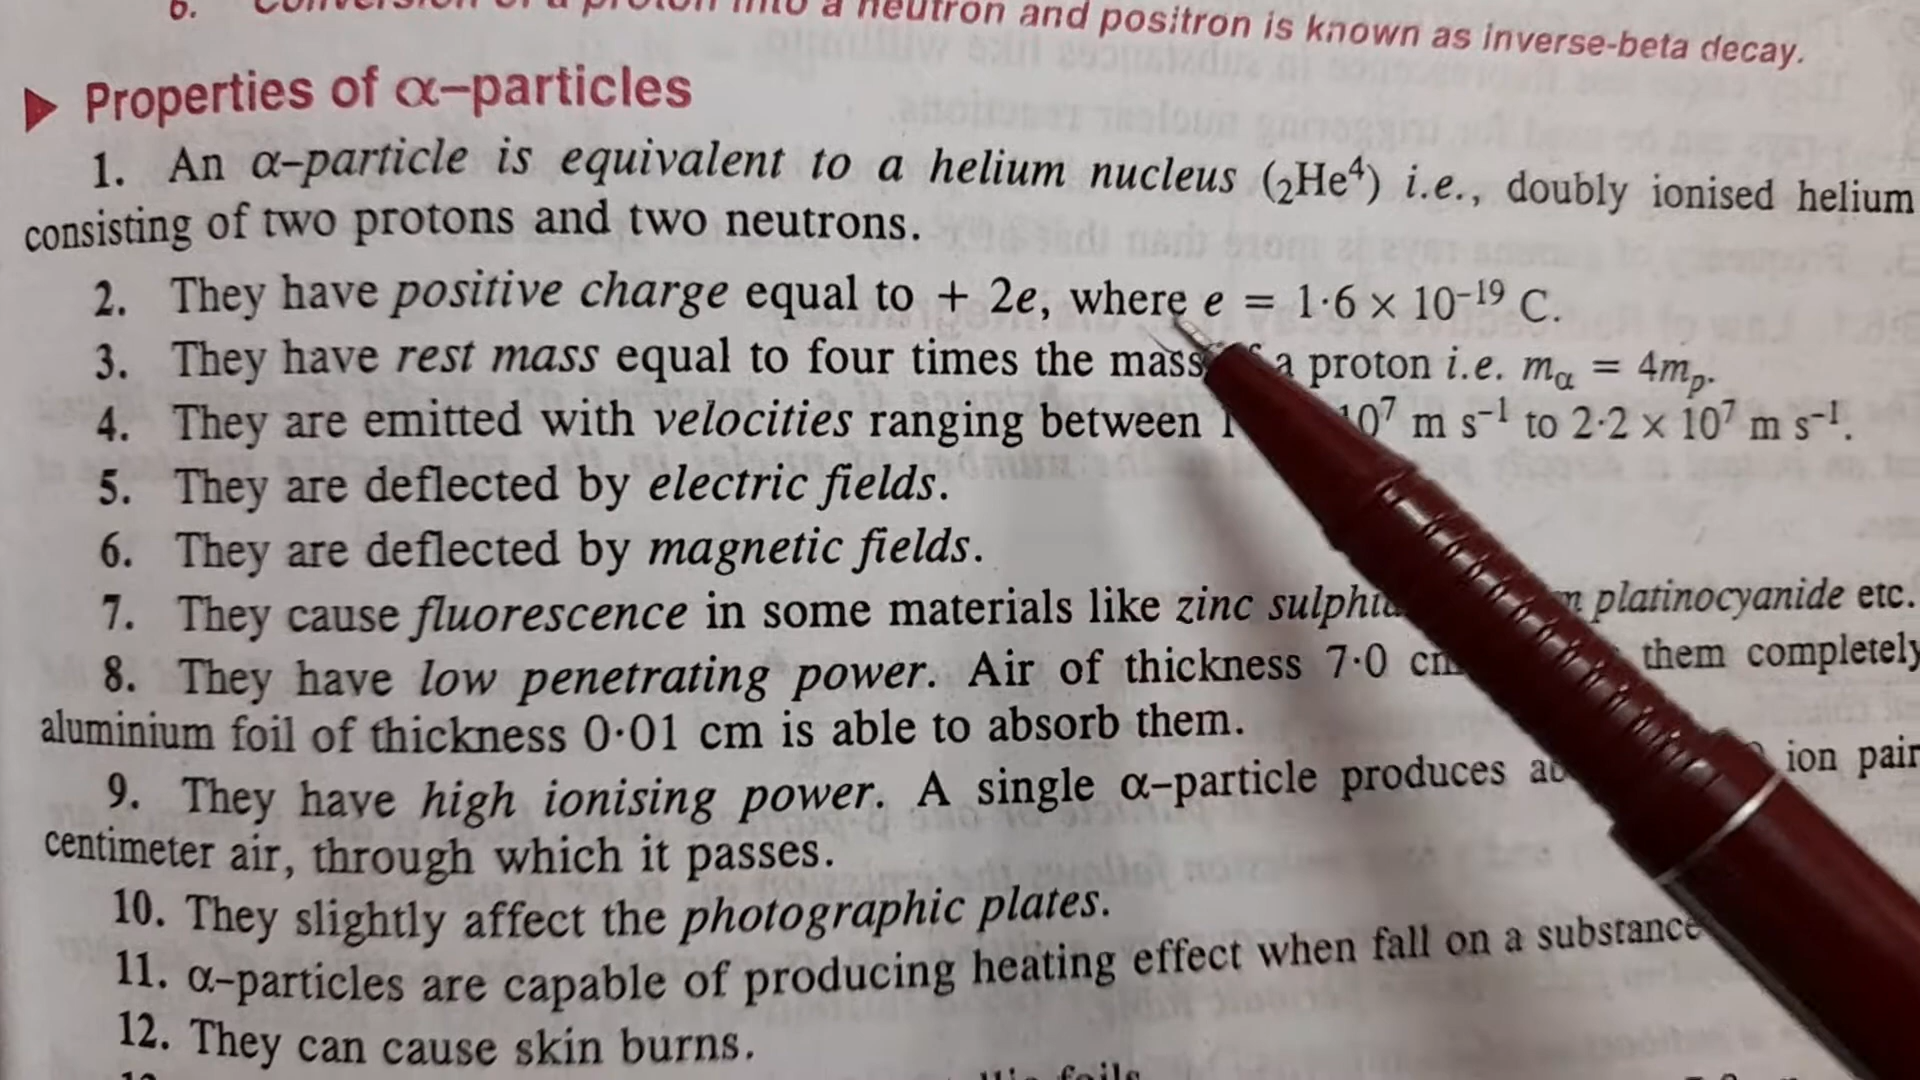 6. Conversion of a proton into a neutron and positron is known as inverse-beta decay.
Properties of α–particles
1. An α–particle is equivalent to a helium nucleus (₂He⁴) i.e., doubly ionised helium
consisting of two protons and two neutrons.
2. They have positive charge equal to + 2e, where e = 1·6 × 10⁻¹⁹ C.
3. They have rest mass equal to four times the mass a proton i.e. mα = 4mₚ.
4. They are emitted with velocities ranging between 10⁷ m s⁻¹ to 2·2 × 10⁷ m s⁻¹.
5. They are deflected by electric fields.
6. They are deflected by magnetic fields.
7. They cause fluorescence in some materials like zinc platinocyanide etc.
8. They have low penetrating power. Air of thickness 7·0 them completely
aluminium foil of thickness 0·01 cm is able to absorb them.
9. They have high ionising power. A single α–particle produces ion pair
centimeter air, through which it passes.
10. They slightly affect the photographic plates.
11. α–particles are capable of producing heating effect when fall on a substance
12. They can cause skin burns.
foils